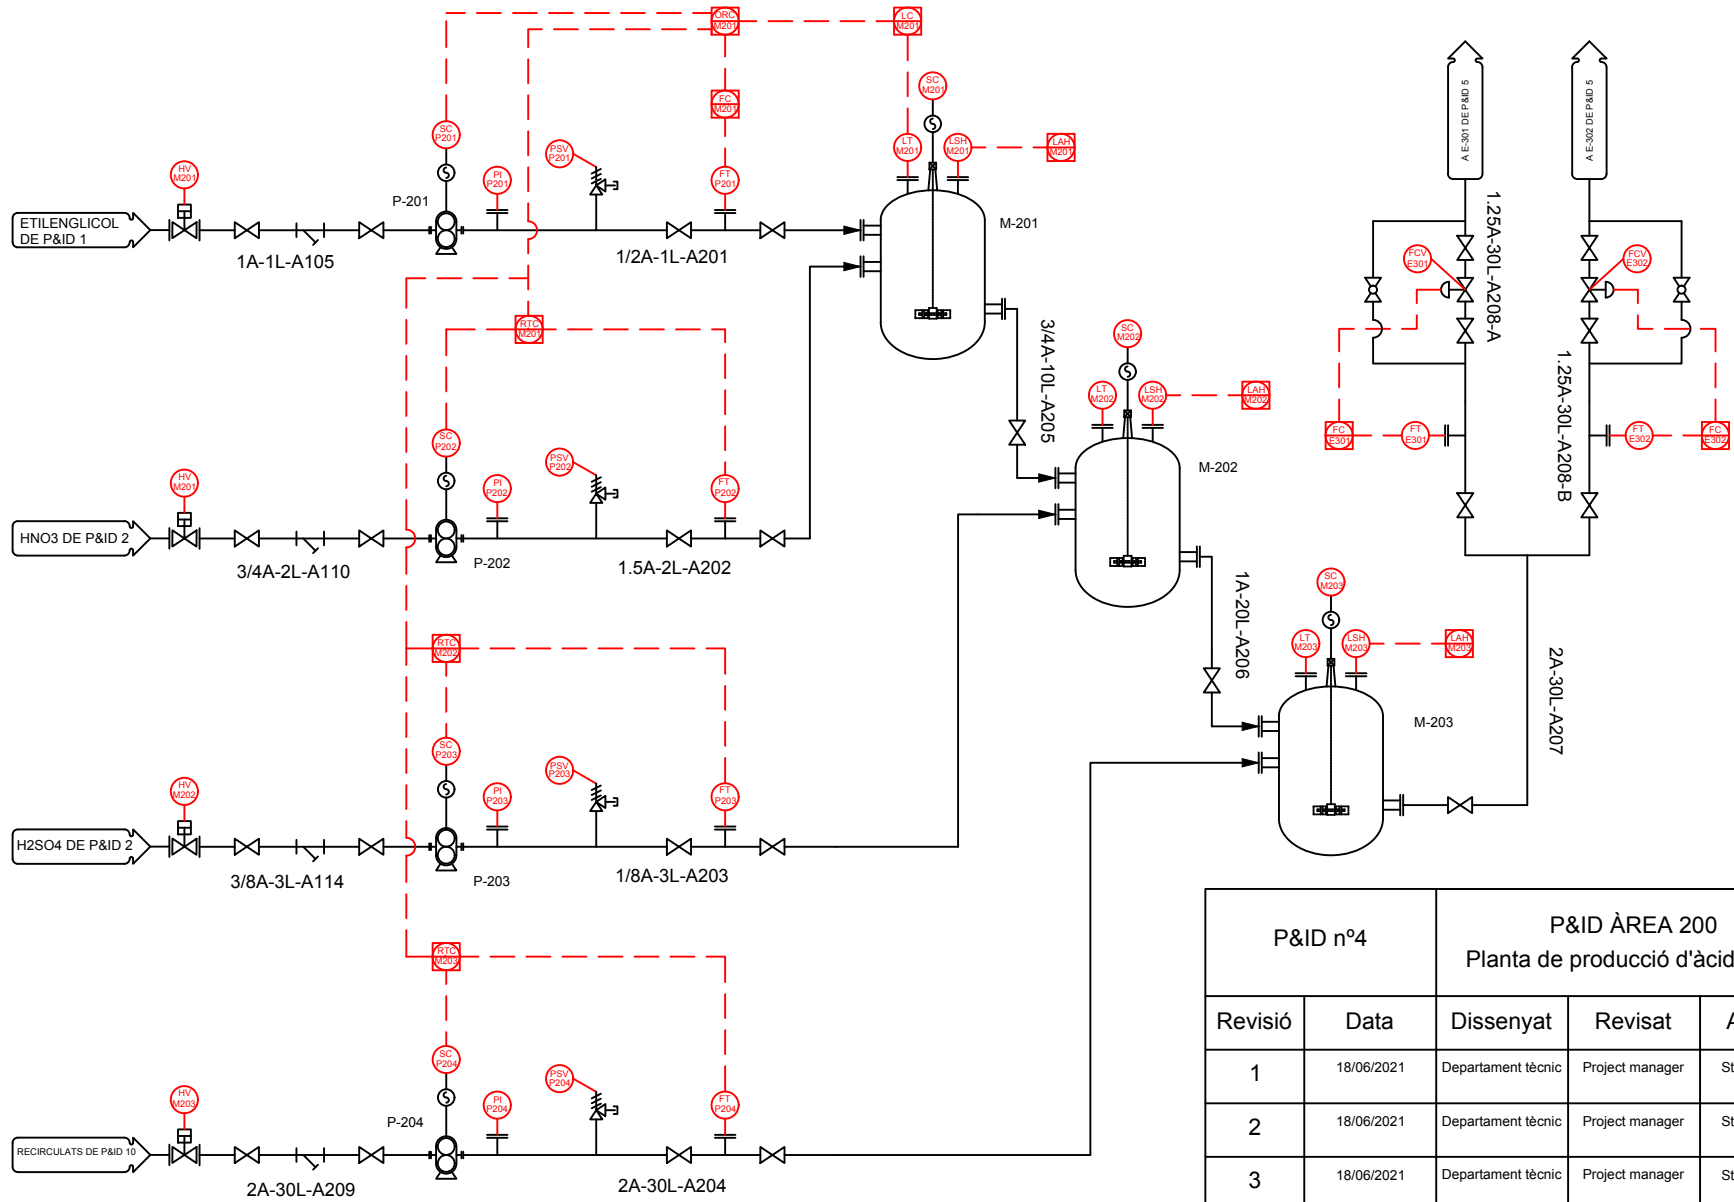 ORC
M201
LC
M201
SC
M201
SC
P201
FC
M201
LT
M201
LSH
M201
LAH
M201
HV
M201
PI
P201
PSV
P201
FT
P201
P-201
ETILENGLICOL
DE P&ID 1
1A-1L-A105
1/2A-1L-A201
M-201
A E-301 DE P&ID 5
A E-302 DE P&ID 5
1.25A-30L-A208-A
1.25A-30L-A208-B
FCV
E301
FCV
E302
FC
E301
FT
E301
FT
E302
FC
E302
RTC
M201
SC
P202
HV
M201
PI
P202
PSV
P202
FT
P202
HNO3 DE P&ID 2
3/4A-2L-A110
P-202
1.5A-2L-A202
3/4A-10L-A205
SC
M202
LT
M202
LSH
M202
LAH
M202
M-202
1A-20L-A206
RTC
M202
SC
P203
HV
M202
PI
P203
PSV
P203
FT
P203
H2SO4 DE P&ID 2
3/8A-3L-A114
P-203
1/8A-3L-A203
SC
M203
LT
M203
LSH
M203
LAH
M203
M-203
2A-30L-A207
RTC
M203
SC
P204
HV
M203
PI
P204
PSV
P204
FT
P204
P-204
RECIRCULATS DE P&ID 10
2A-30L-A209
2A-30L-A204
P&ID nº4
P&ID ÀREA 200
Planta de producció d'àcid
Revisió Data Dissenyat Revisat A
1 18/06/2021 Departament tècnic Project manager St
2 18/06/2021 Departament tècnic Project manager St
3 18/06/2021 Departament tècnic Project manager St